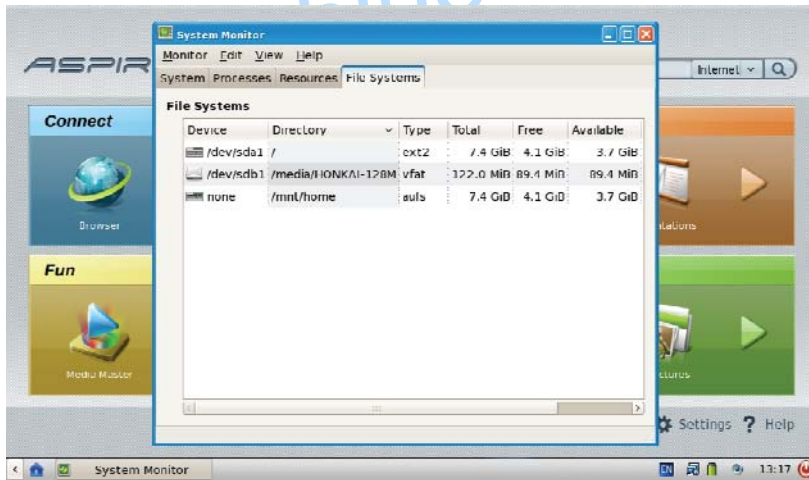 System Monitor
ASPIR
Monitor Edit View Help
Internet
System Processes Resources File Systems
File Systems
Connect
Device Directory Type Total Free Available
/dev/sda1 / ext2 7.4 GiB 4.1 GiB 3.7 GiB
/dev/sdb1 /media/HONKAI-128M vfat 122.0 MiB 89.4 MiB 89.4 MiB
none /mnt/home aufs 7.4 GiB 4.1 GiB 3.7 GiB
Browser
tations
Fun
Media Master
ctures
Settings ? Help
System Monitor
EN
13:17